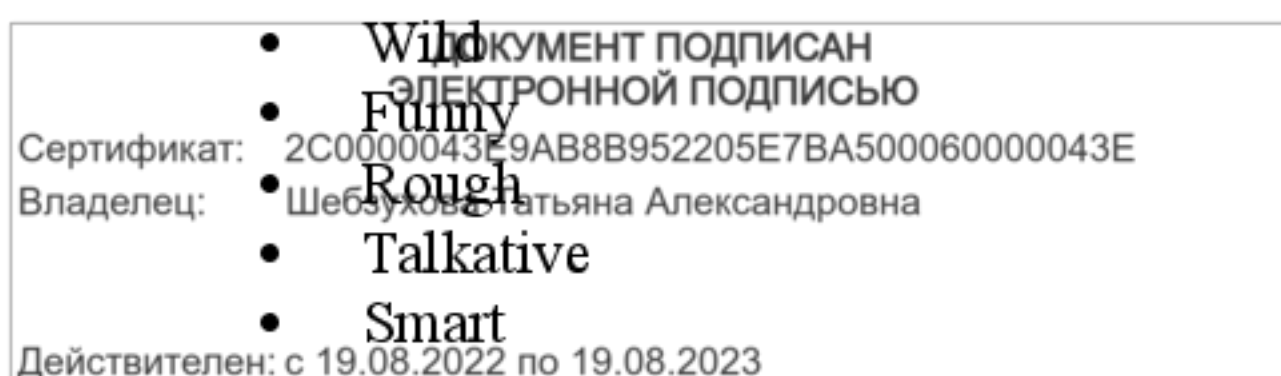 Wild
ДОКУМЕНТ ПОДПИСАН
Funny
ЭЛЕКТРОННОЙ ПОДПИСЬЮ
Сертификат: 2C0000043E9AB8B952205E7BA500060000043E
Rough
Владелец: Шебзухова Татьяна Александровна
Talkative
Smart
Действителен: с 19.08.2022 по 19.08.2023